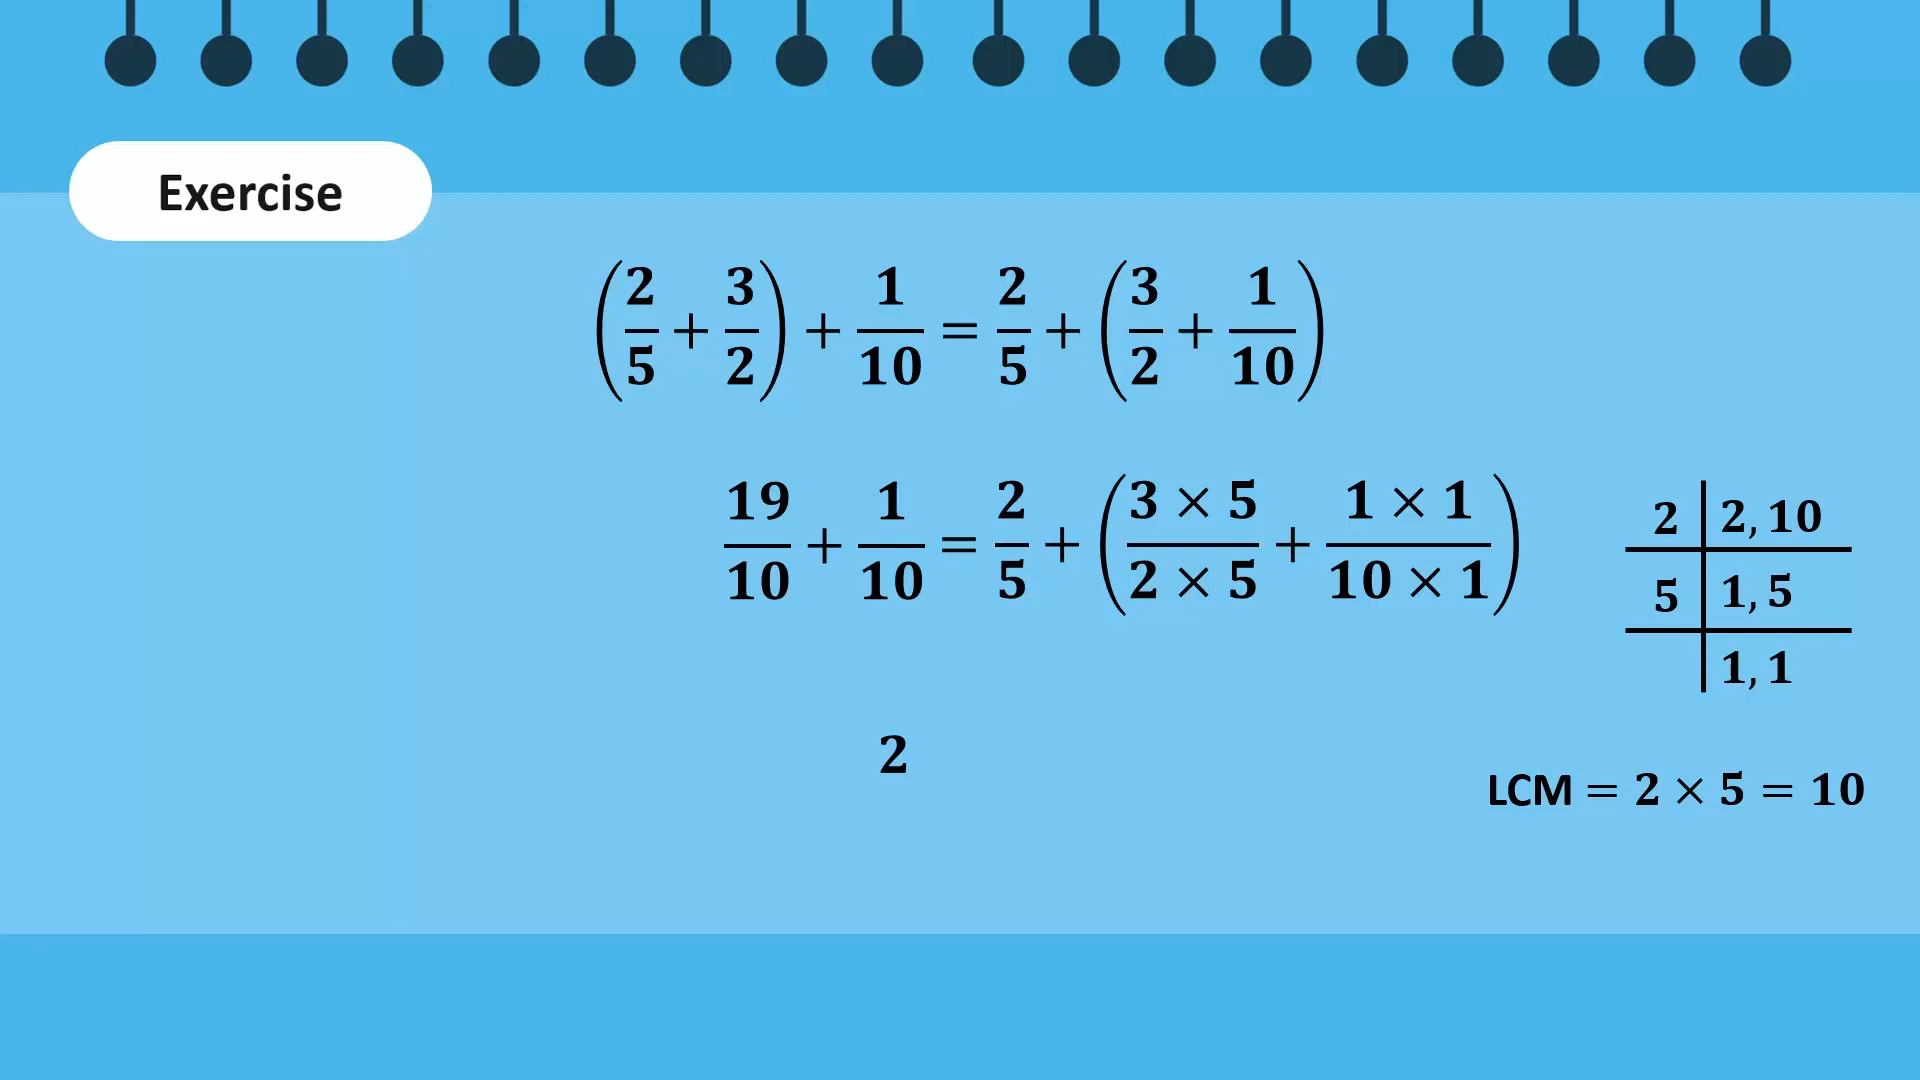 Exercise
(2/5 + 3/2) + 1/10 = 2/5 + (3/2 + 1/10)
19/10 + 1/10 = 2/5 + (3 × 5/2 × 5 + 1 × 1/10 × 1)
2 | 2, 10
5 | 1, 5
| 1, 1
2
LCM = 2 × 5 = 10